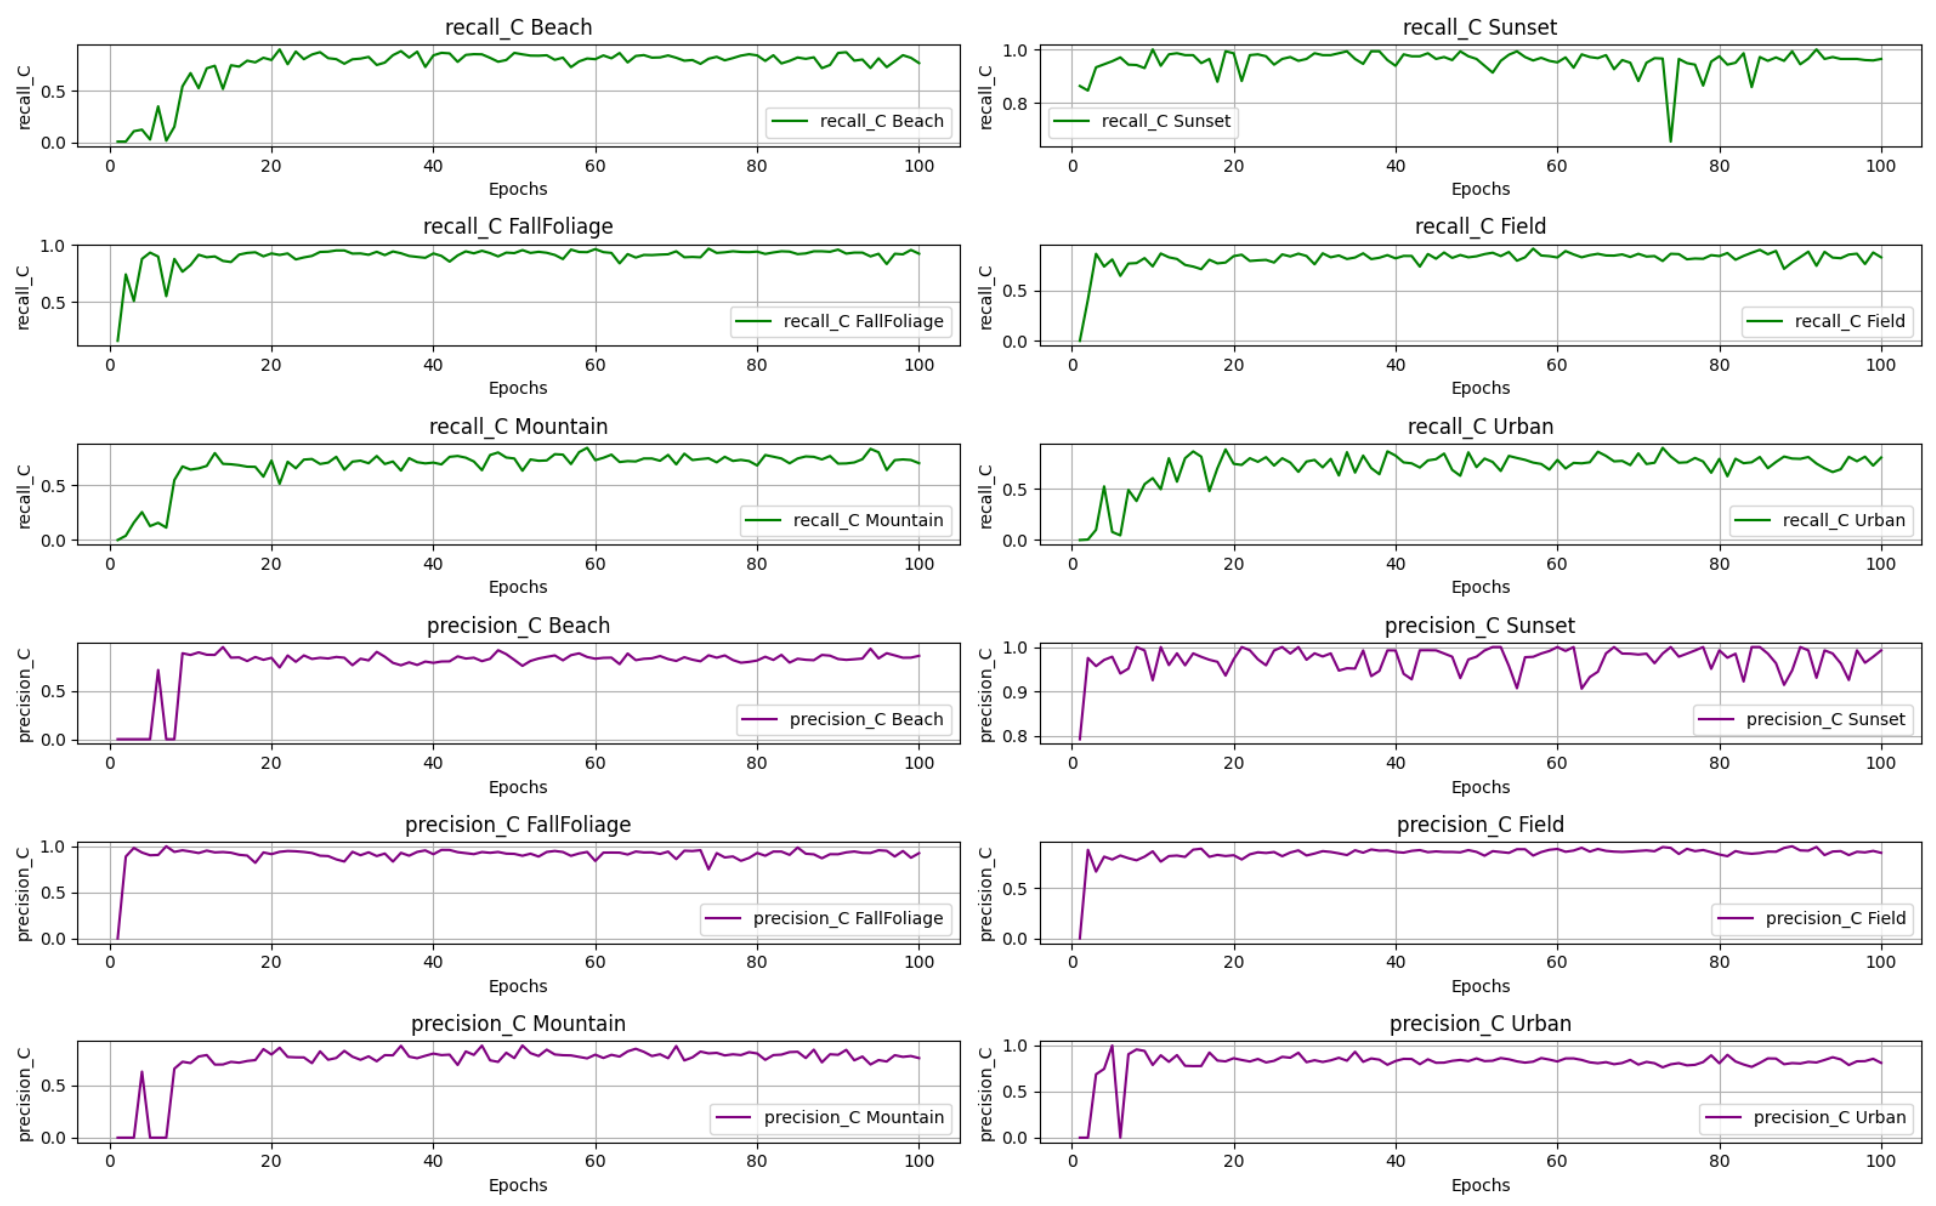 recall_C Beach
recall_C
0.5
0.0
recall_C Beach
0 20 40 60 80 100
Epochs
recall_C Sunset
recall_C
1.0
0.8
recall_C Sunset
0 20 40 60 80 100
Epochs
recall_C FallFoliage
recall_C
1.0
0.5
recall_C FallFoliage
0 20 40 60 80 100
Epochs
recall_C Field
recall_C
0.5
0.0
recall_C Field
0 20 40 60 80 100
Epochs
recall_C Mountain
recall_C
0.5
0.0
recall_C Mountain
0 20 40 60 80 100
Epochs
recall_C Urban
recall_C
0.5
0.0
recall_C Urban
0 20 40 60 80 100
Epochs
precision_C Beach
precision_C
0.5
0.0
precision_C Beach
0 20 40 60 80 100
Epochs
precision_C Sunset
precision_C
1.0
0.9
0.8
precision_C Sunset
0 20 40 60 80 100
Epochs
precision_C FallFoliage
precision_C
1.0
0.5
0.0
precision_C FallFoliage
0 20 40 60 80 100
Epochs
precision_C Field
precision_C
0.5
0.0
precision_C Field
0 20 40 60 80 100
Epochs
precision_C Mountain
precision_C
0.5
0.0
precision_C Mountain
0 20 40 60 80 100
Epochs
precision_C Urban
precision_C
1.0
0.5
0.0
precision_C Urban
0 20 40 60 80 100
Epochs